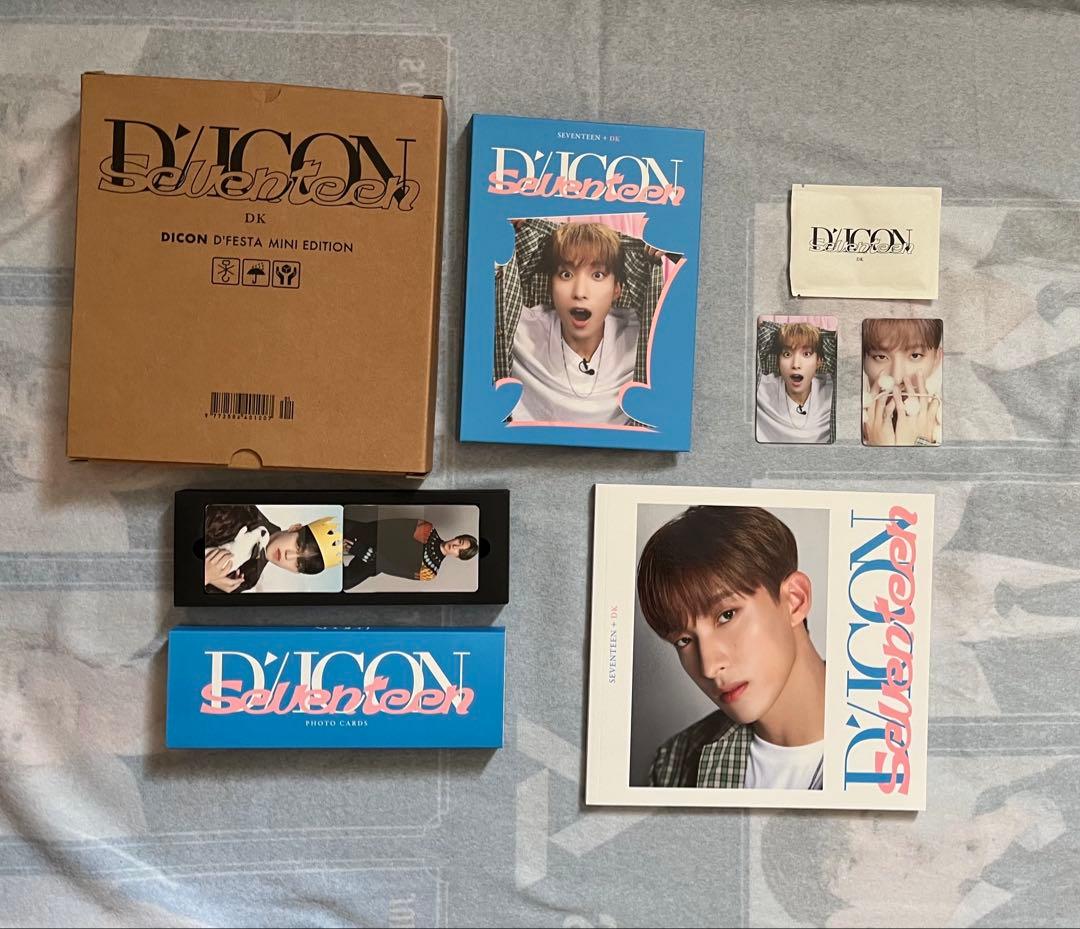 D'/ICON
Seventeen
DK
DICON D'FESTA MINI EDITION
SEVENTEEN + DK
D'/ICON
Seventeen
D'/ICON
Seventeen
DK
D'/ICON
Seventeen
PHOTO CARDS
SEVENTEEN + DK
D'/ICON
Seventeen